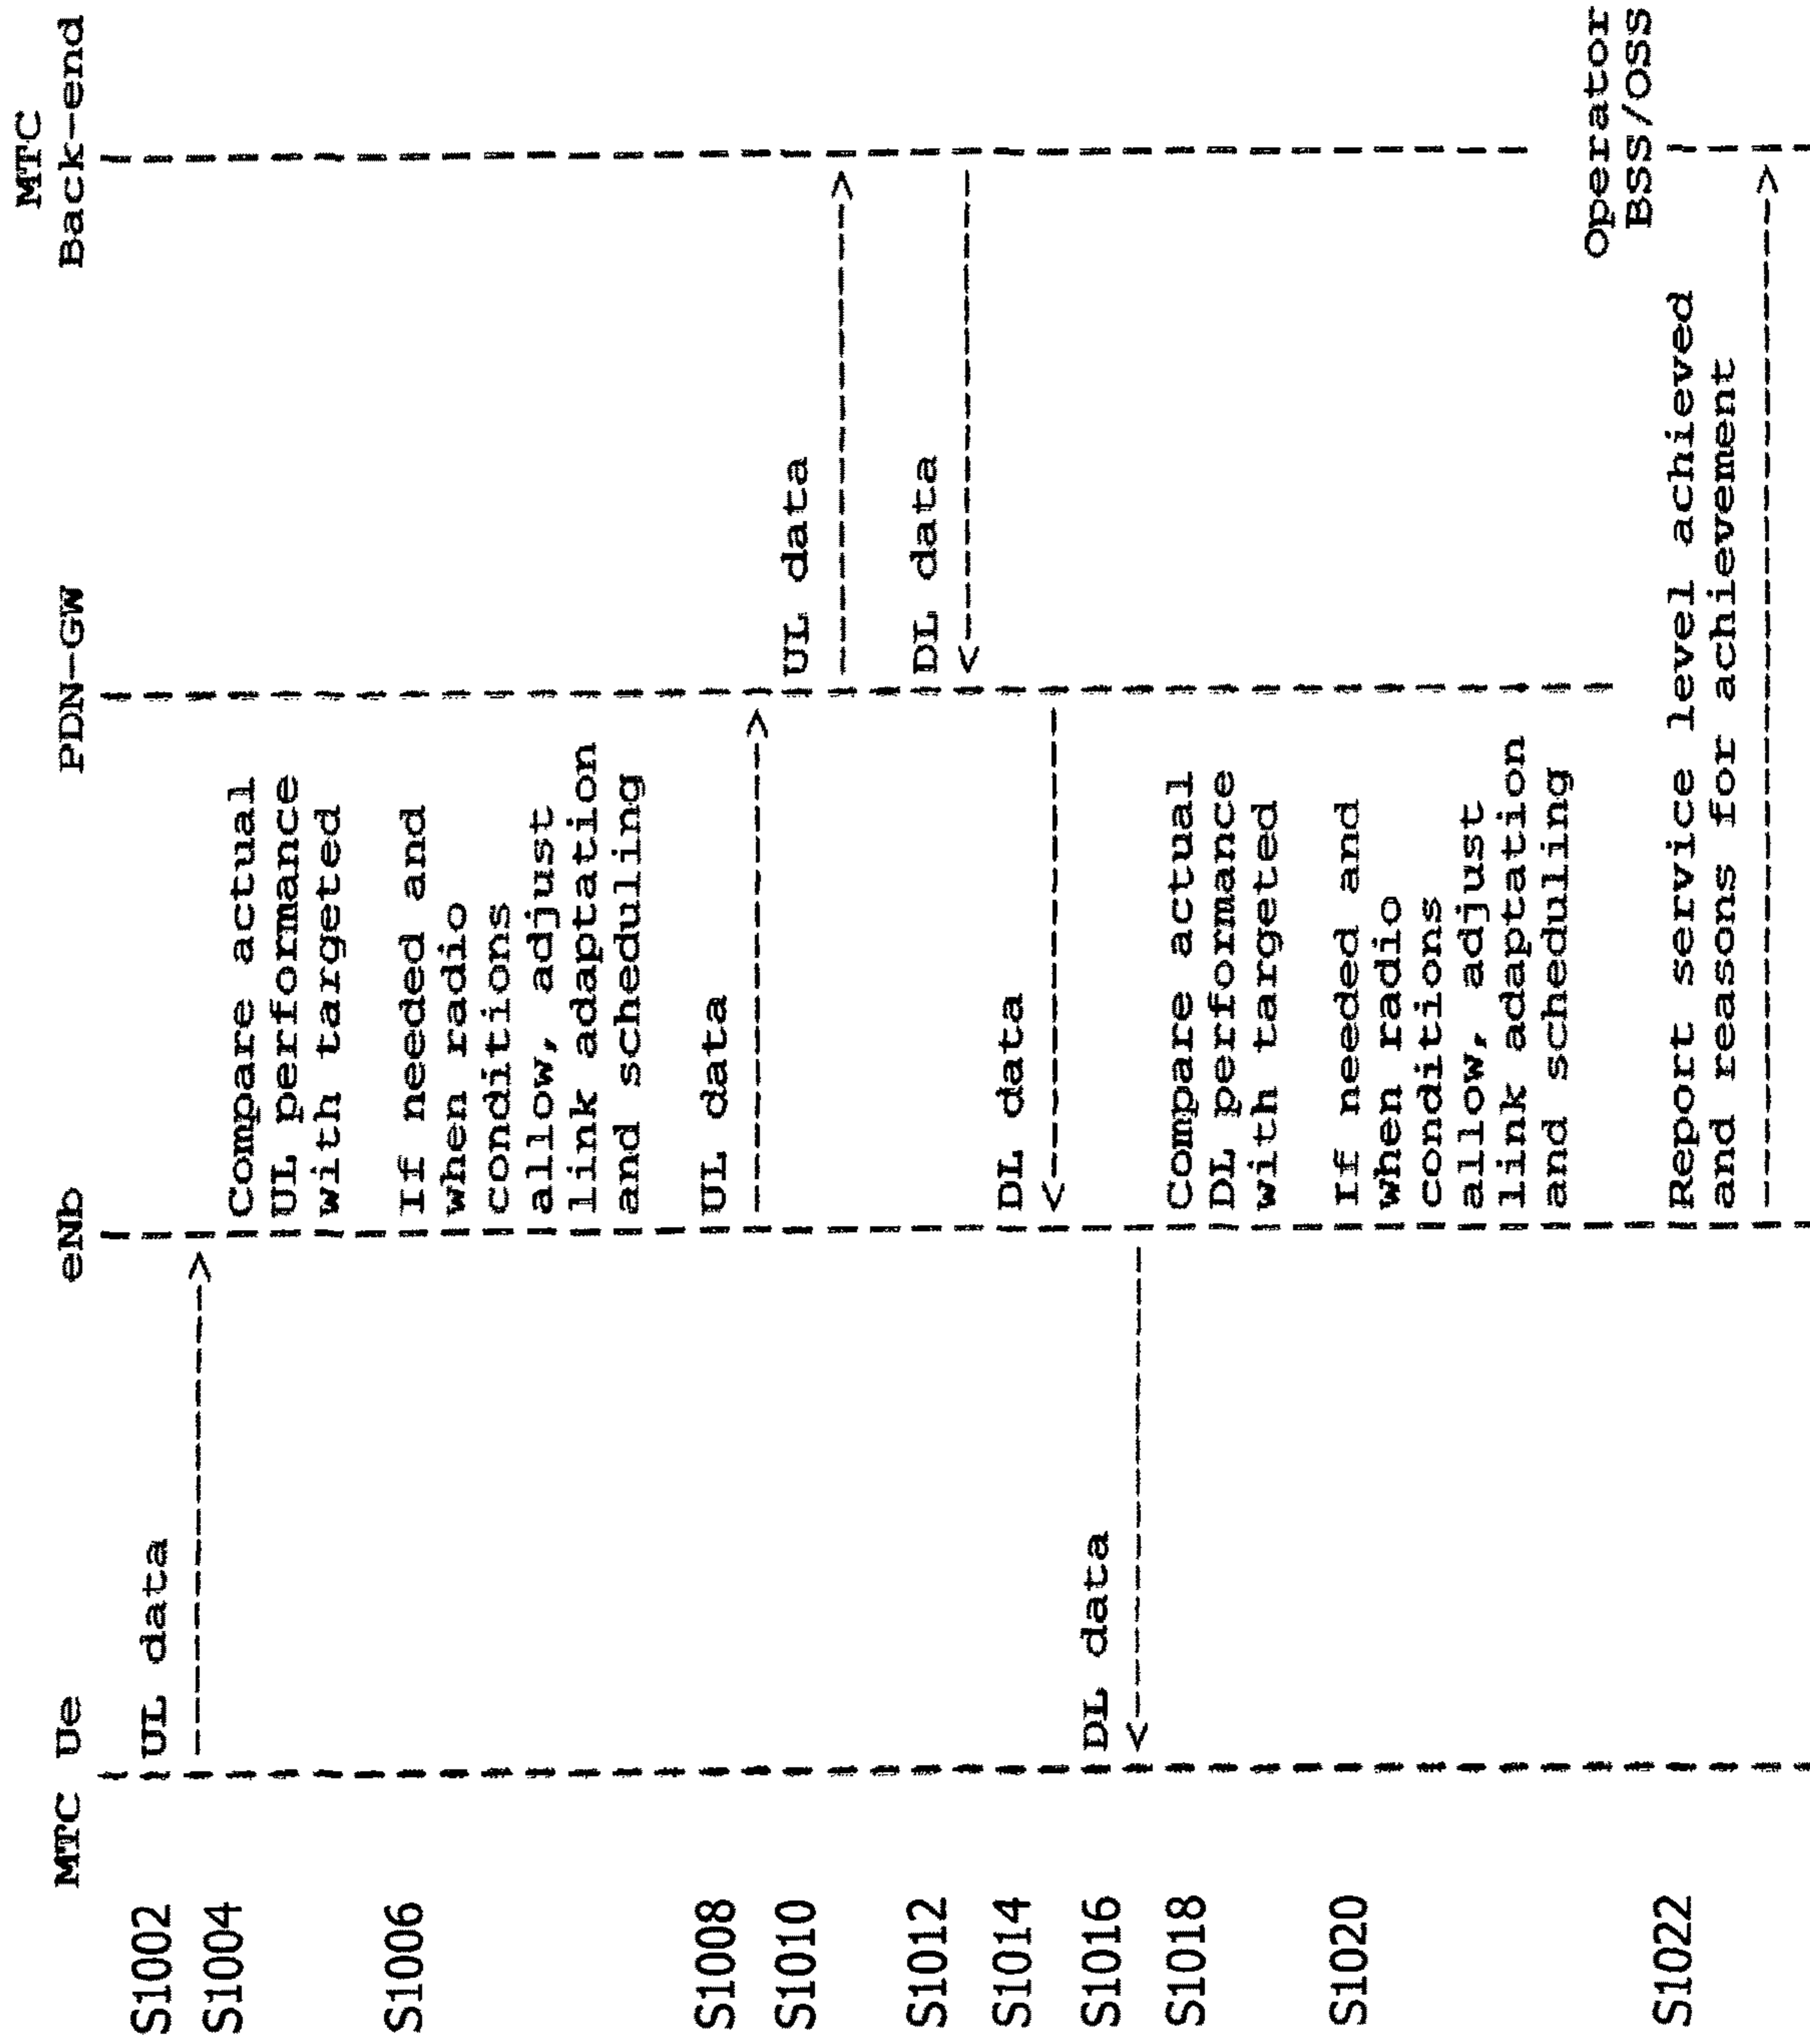 MTC Ue
eNb
PDN-GW
MTC
Back-end
S1002
UL data
S1004
Compare actual
UL performance
with targeted
S1006
If needed and
when radio
conditions
allow, adjust
link adaptation
and scheduling
S1008
UL data
S1010
UL data
S1012
DL data
S1014
DL data
S1016
DL data
S1018
Compare actual
DL performance
with targeted
S1020
If needed and
when radio
conditions
allow, adjust
link adaptation
and scheduling
Operator
BSS/OSS
S1022
Report service level achieved
and reasons for achievement